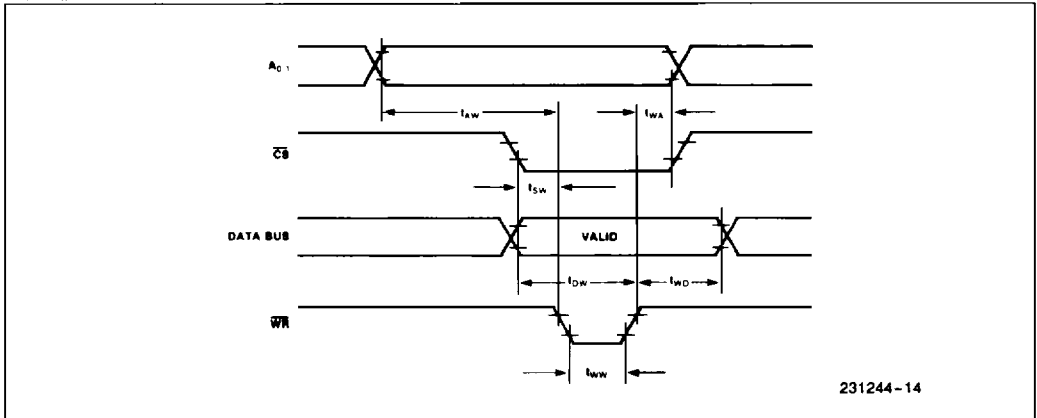 A0-1
tAW
tWA
CS
tSW
DATA BUS
VALID
tDW
tWD
WR
tWW
231244-14